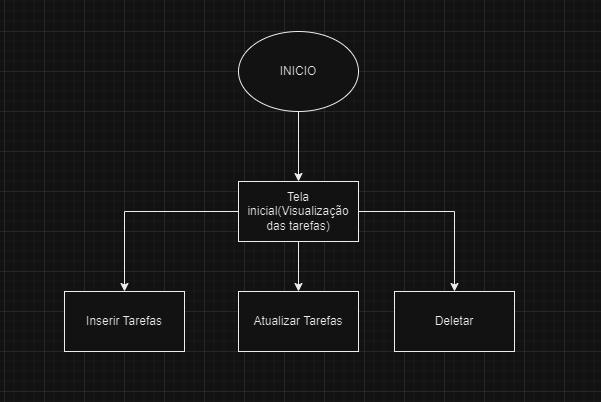 INICIO
Tela
inicial(Visualização
das tarefas)
Inserir Tarefas
Atualizar Tarefas
Deletar